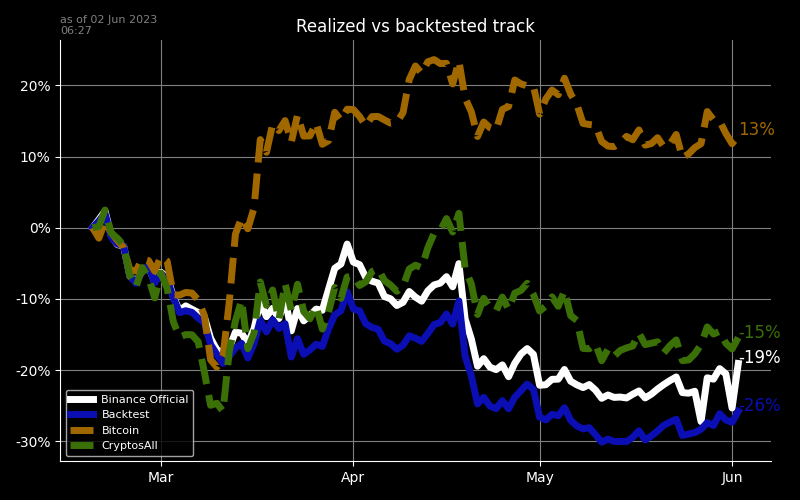 as of 02 Jun 2023
06:27
Realized vs backtested track
20%
10%
0%
-10%
-20%
-30%
13%
-15%
-19%
-26%
Binance Official
Backtest
Bitcoin
CryptosAll
Mar
Apr
May
Jun